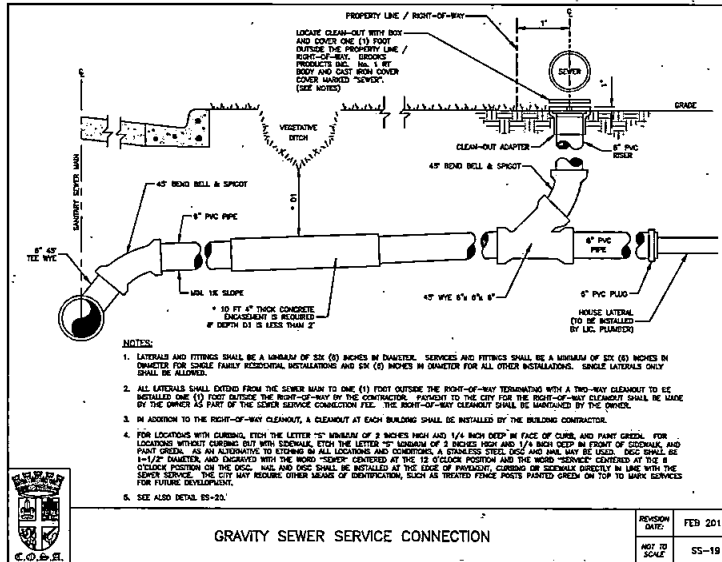 PROPERTY LINE / RIGHT-OF-WAY
1'
LOCATE CLEAN-OUT WITH BOX
AND COVER ONE (1) FOOT
OUTSIDE THE PROPERTY LINE /
RIGHT-OF-WAY. BROOKS
PRODUCTS INC. No. 1 RT
BODY AND CAST IRON COVER
COVER MARKED "SEWER".
(SEE NOTES)
SEWER
1"
GRADE
VEGETATIVE
DITCH
CLEAN-OUT ADAPTER
6" PVC
RISER
SANITARY SEWER MAIN
45° BEND BELL & SPIGOT
45° BEND BELL & SPIGOT
* D1
6" PVC PIPE
6" 45°
TEE WYE
6" PVC
PIPE
MIN. 1% SLOPE
* 10 FT 4" THICK CONCRETE
ENCASEMENT IS REQUIRED
IF DEPTH D1 IS LESS THAN 2'
45° WYE 6"x 6"x 6"
6" PVC PLUG
HOUSE LATERAL
(TO BE INSTALLED
BY LIC. PLUMBER)
NOTES:
1. LATERALS AND FITTINGS SHALL BE A MINIMUM OF SIX (6) INCHES IN DIAMETER. SERVICES AND FITTINGS SHALL BE A MINIMUM OF SIX (6) INCHES IN
DIAMETER FOR SINGLE FAMILY RESIDENTIAL INSTALLATIONS AND SIX (6) INCHES IN DIAMETER FOR ALL OTHER INSTALLATIONS. SINGLE LATERALS ONLY
SHALL BE ALLOWED.
2. ALL LATERALS SHALL EXTEND FROM THE SEWER MAIN TO ONE (1) FOOT OUTSIDE THE RIGHT-OF-WAY TERMINATING WITH A TWO-WAY CLEANOUT TO BE
INSTALLED ONE (1) FOOT OUTSIDE THE RIGHT-OF-WAY BY THE CONTRACTOR. PAYMENT TO THE CITY FOR THE RIGHT-OF-WAY CLEANOUT SHALL BE MADE
BY THE OWNER AS PART OF THE SEWER SERVICE CONNECTION FEE. THE RIGHT-OF-WAY CLEANOUT SHALL BE MAINTAINED BY THE OWNER.
3. IN ADDITION TO THE RIGHT-OF-WAY CLEANOUT, A CLEANOUT AT EACH BUILDING SHALL BE INSTALLED BY THE BUILDING CONTRACTOR.
4. FOR LOCATIONS WITH CURBING, ETCH THE LETTER "S" MINIMUM OF 2 INCHES HIGH AND 1/4 INCH DEEP IN FACE OF CURB, AND PAINT GREEN. FOR
LOCATIONS WITHOUT CURBING BUT WITH SIDEWALK, ETCH THE LETTER "S" MINIMUM OF 2 INCHES HIGH AND 1/4 INCH DEEP IN FRONT OF SIDEWALK, AND
PAINT GREEN. AS AN ALTERNATIVE TO ETCHING IN ALL LOCATIONS AND CONDITIONS, A STAINLESS STEEL DISC AND NAIL MAY BE USED. DISC SHALL BE
1-1/2" DIAMETER, AND ENGRAVED WITH THE WORD "SEWER" CENTERED AT THE 12 O'CLOCK POSITION AND THE WORD "SERVICE" CENTERED AT THE 6
O'CLOCK POSITION ON THE DISC. NAIL AND DISC SHALL BE INSTALLED AT THE EDGE OF PAVEMENT, CURBING OR SIDEWALK DIRECTLY IN LINE WITH THE
SEWER SERVICE. THE CITY MAY REQUIRE OTHER MEANS OF IDENTIFICATION, SUCH AS TREATED FENCE POSTS PAINTED GREEN ON TOP TO MARK SERVICES
FOR FUTURE DEVELOPMENT.
5. SEE ALSO DETAIL SS-20.
C.O.S.A.
GRAVITY SEWER SERVICE CONNECTION
REVISION
DATE:
FEB 201
NOT TO
SCALE
SS-19